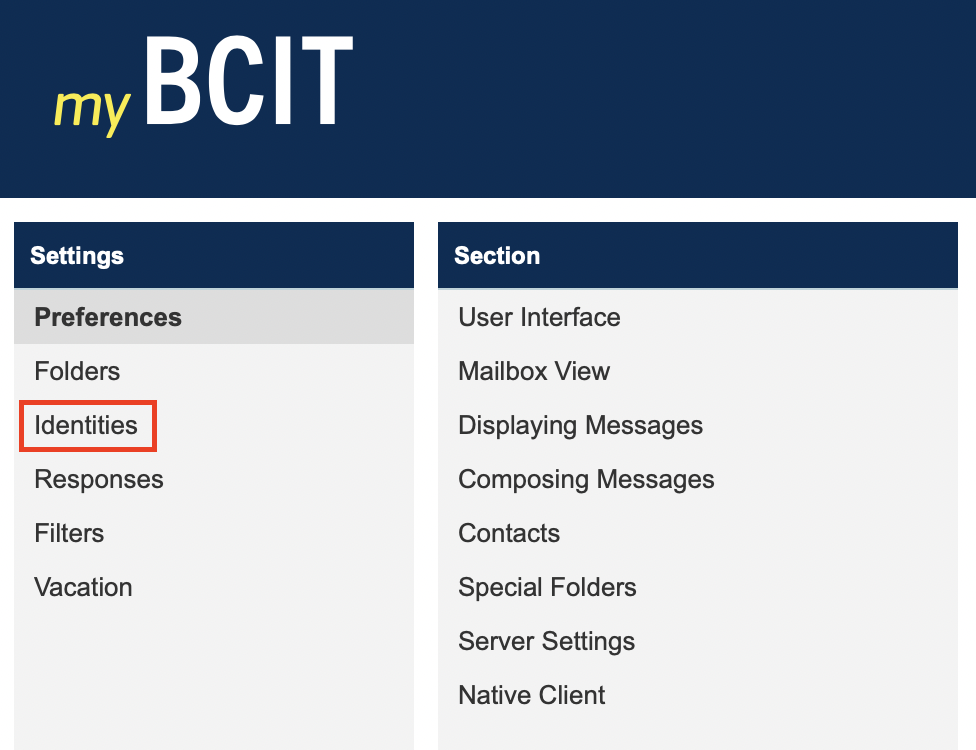 my BCIT
Settings
Preferences
Folders
Identities
Responses
Filters
Vacation
Section
User Interface
Mailbox View
Displaying Messages
Composing Messages
Contacts
Special Folders
Server Settings
Native Client